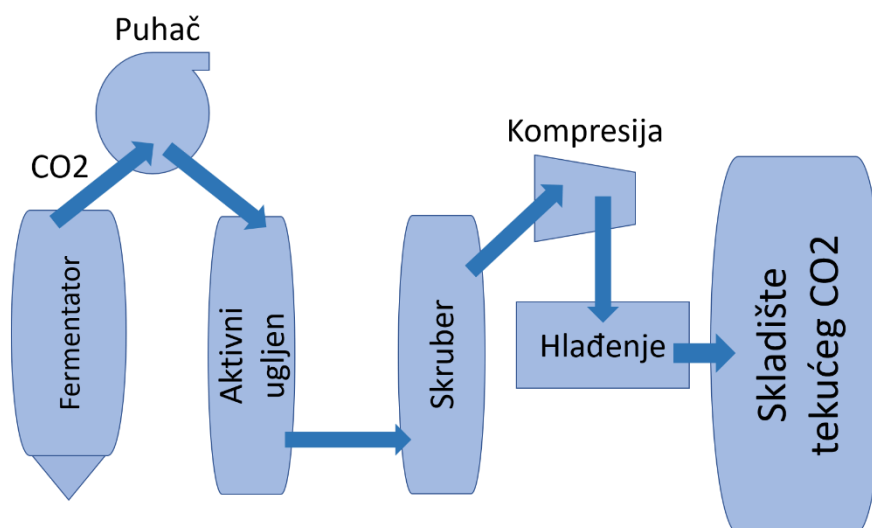 Puhač
CO2
Fermentator
Aktivni
ugljen
Skruber
Kompresija
Hlađenje
Skladište
tekućeg CO2